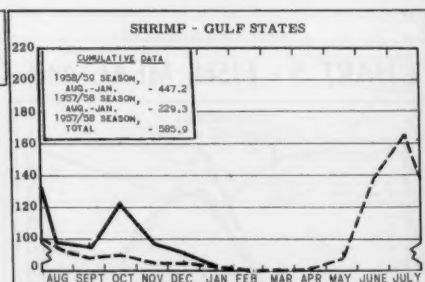 SHRIMP - GULF STATES
220
200
180
160
140
120
100
0
CUMULATIVE DATA
1958/59 SEASON,
AUG.-JAN. - 447.2
1957/58 SEASON,
AUG.-JAN. - 229.3
1957/58 SEASON,
TOTAL - 585.9
AUG SEPT OCT NOV DEC JAN FEB MAR APR MAY JUNE JULY